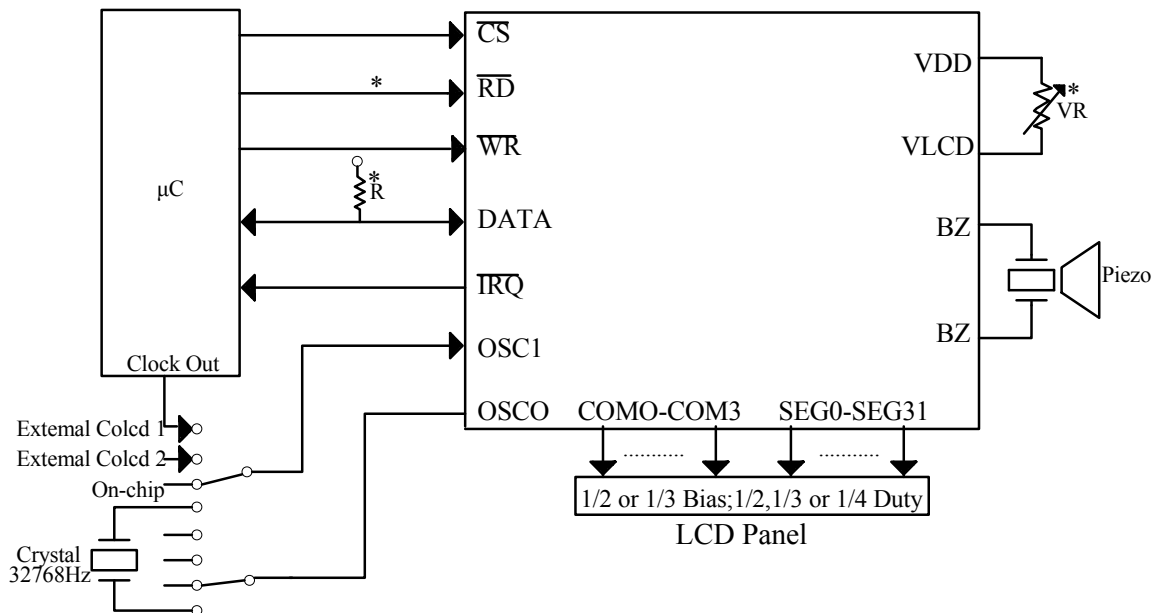 μC
Clock Out
CS
RD
WR
DATA
IRQ
OSC1
OSCO
*
*
R
VDD
VLCD
*
VR
BZ
BZ
Piezo
COMO-COM3
SEG0-SEG31
1/2 or 1/3 Bias;1/2,1/3 or 1/4 Duty
LCD Panel
Extemal Colcd 1
Extemal Colcd 2
On-chip
Crystal
32768Hz